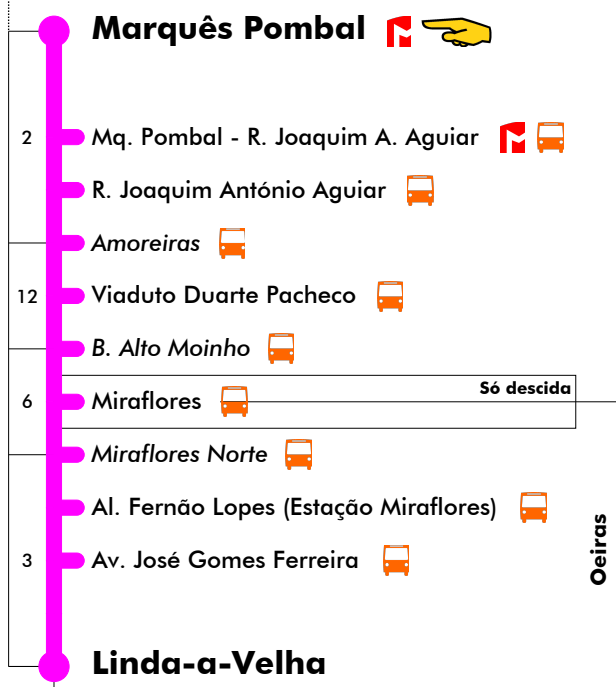 Marquês Pombal
2
Mq. Pombal - R. Joaquim A. Aguiar
R. Joaquim António Aguiar
Amoreiras
12
Viaduto Duarte Pacheco
B. Alto Moinho
Só descida
6
Miraflores
Miraflores Norte
Al. Fernão Lopes (Estação Miraflores)
Oeiras
3
Av. José Gomes Ferreira
Linda-a-Velha